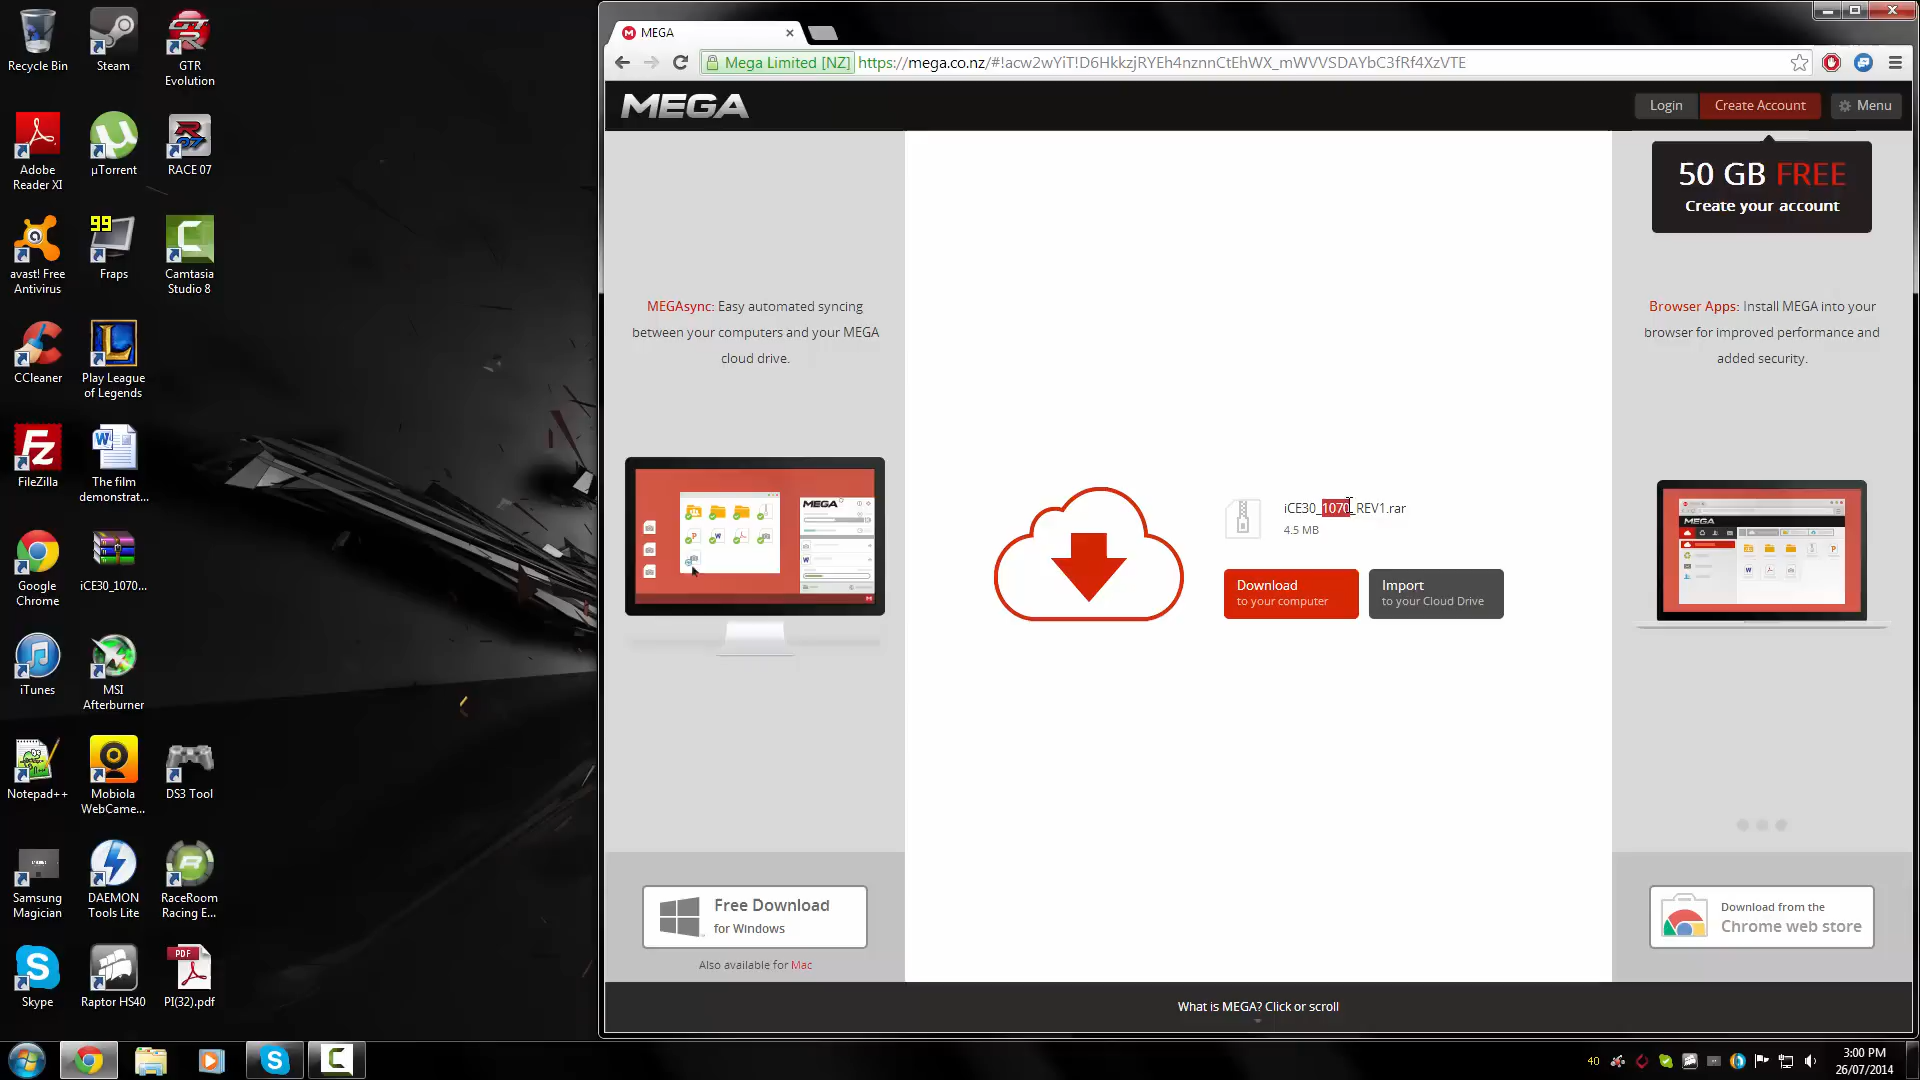 Recycle Bin
Steam
GTR
Evolution
Adobe
Reader XI
µTorrent
RACE 07
avast! Free
Antivirus
99
Fraps
Camtasia
Studio 8
CCleaner
Play League
of Legends
FileZilla
The film
demonstrat...
Google
Chrome
iCE30_1070...
iTunes
MSI
Afterburner
Notepad++
Mobiola
WebCame...
DS3 Tool
Samsung
Magician
DAEMON
Tools Lite
RaceRoom
Racing E...
Skype
Raptor HS40
PDF
PI(32).pdf
MEGA
Mega Limited [NZ]
https://mega.co.nz/#!acw2wYiT!D6HkkzjRYEh4nznnCtEhWX_mWVVSDAYbC3fRf4XzVTE
MEGA
Login
Create Account
Menu
50 GB FREE
Create your account
MEGAsync: Easy automated syncing
between your computers and your MEGA
cloud drive.
MEGA
iCE30_1070_REV1.rar
4.5 MB
Download
to your computer
Import
to your Cloud Drive
Browser Apps: Install MEGA into your
browser for improved performance and
added security.
MEGA
Free Download
for Windows
Also available for Mac
Download from the
Chrome web store
What is MEGA? Click or scroll
40
3:00 PM
26/07/2014